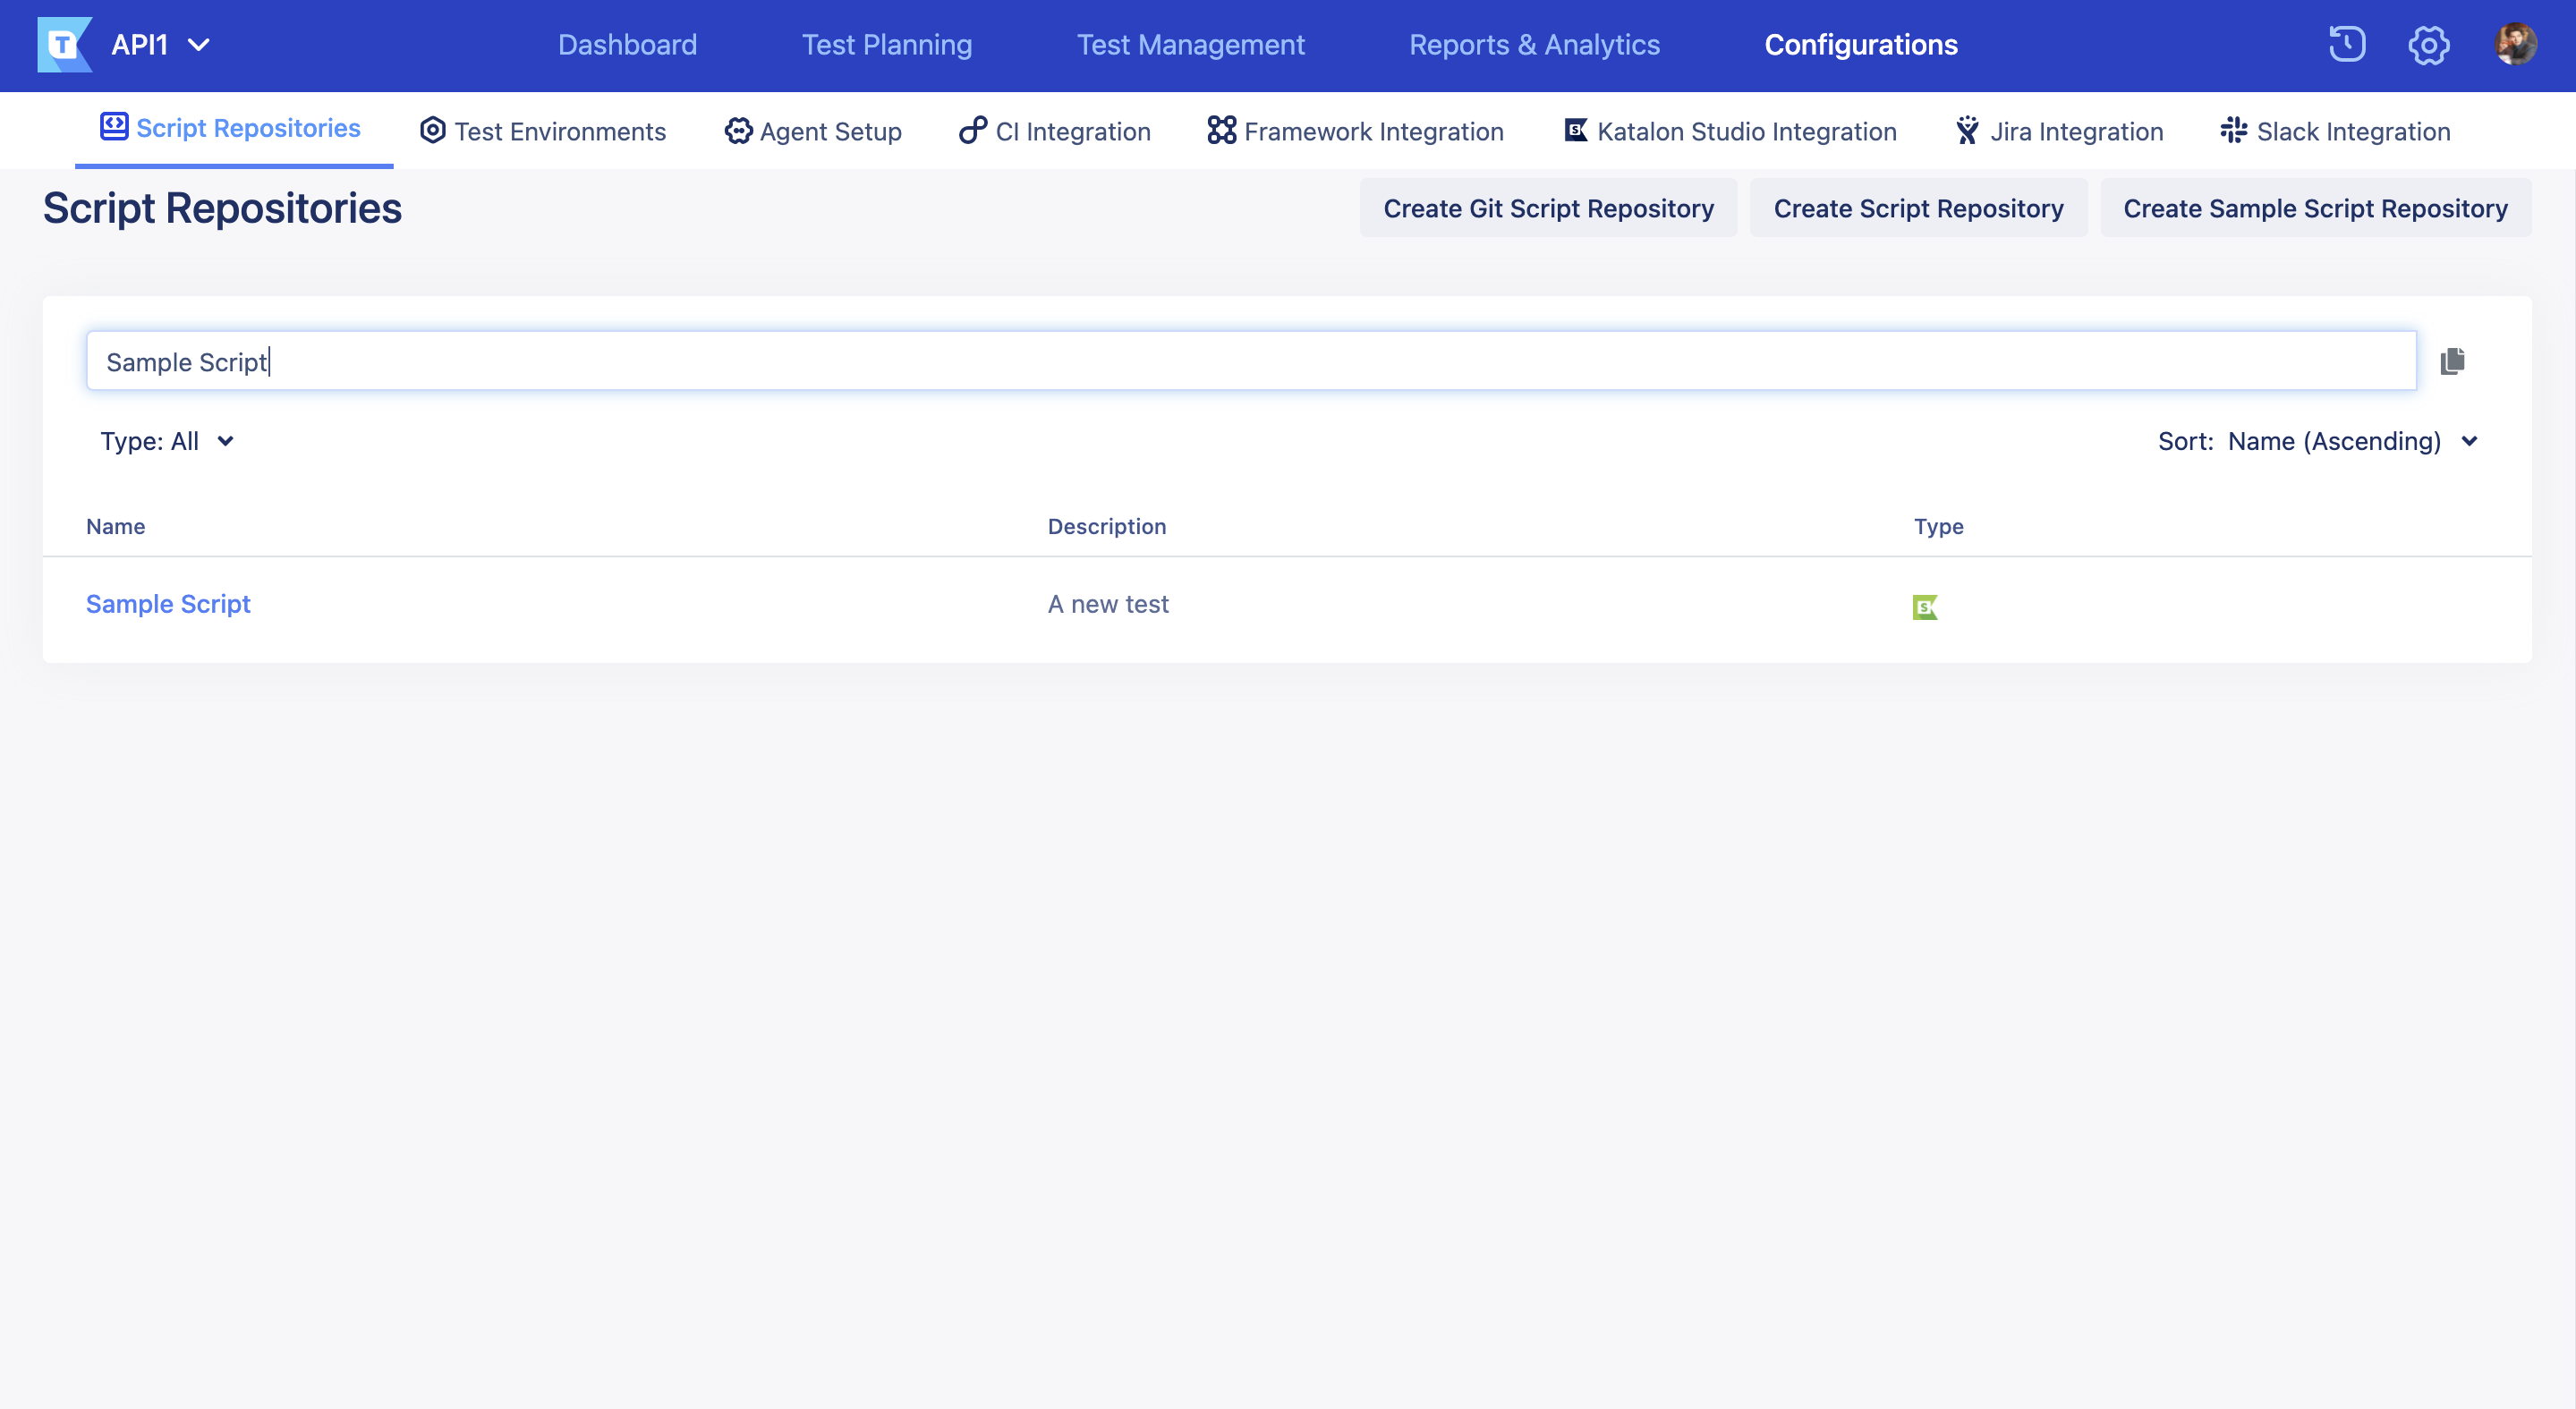 T API1 Dashboard Test Planning Test Management Reports & Analytics Configurations
Script Repositories Test Environments Agent Setup CI Integration Framework Integration S Katalon Studio Integration Jira Integration Slack Integration
Script Repositories Create Git Script Repository Create Script Repository Create Sample Script Repository
Sample Script
Type: All Sort: Name (Ascending)
Name Description Type
Sample Script A new test S